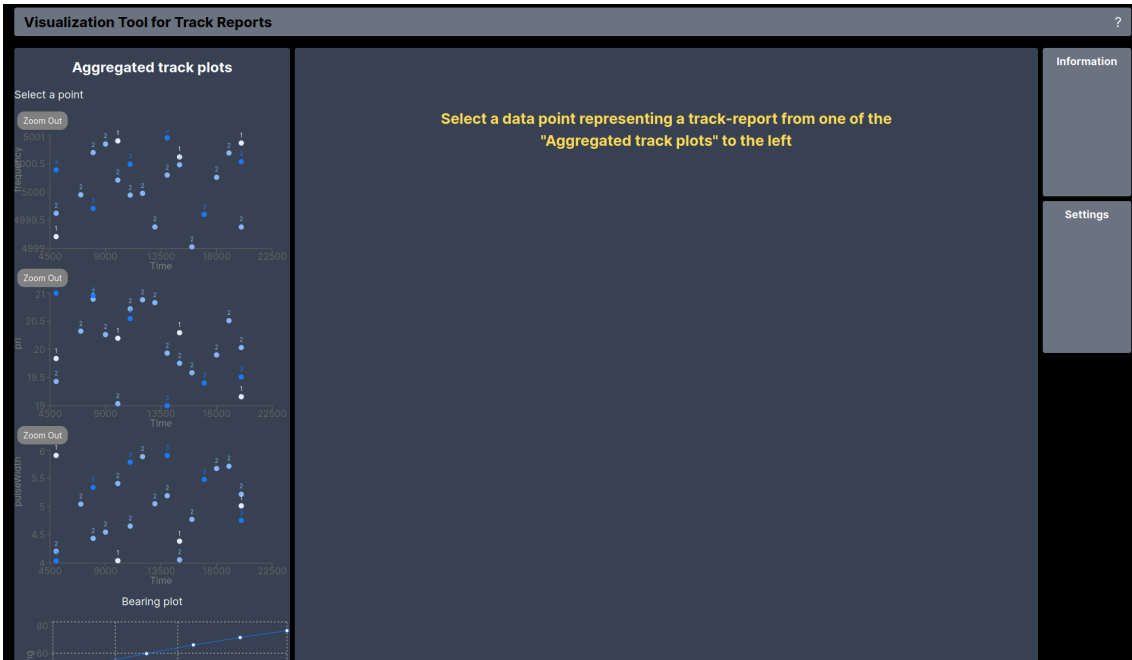 Visualization Tool for Track Reports
?
Aggregated track plots
Select a point
Zoom Out
5001
5000.5
5000
4999.5
4999
frequency
4500 9000 13500 18000 22500
Time
Zoom Out
21
20.5
20
19.5
19
pri
4500 9000 13500 18000 22500
Time
Zoom Out
6
5.5
5
4.5
4
pulseWidth
4500 9000 13500 18000 22500
Time
Bearing plot
80
60
Select a data point representing a track-report from one of the
"Aggregated track plots" to the left
Information
Settings